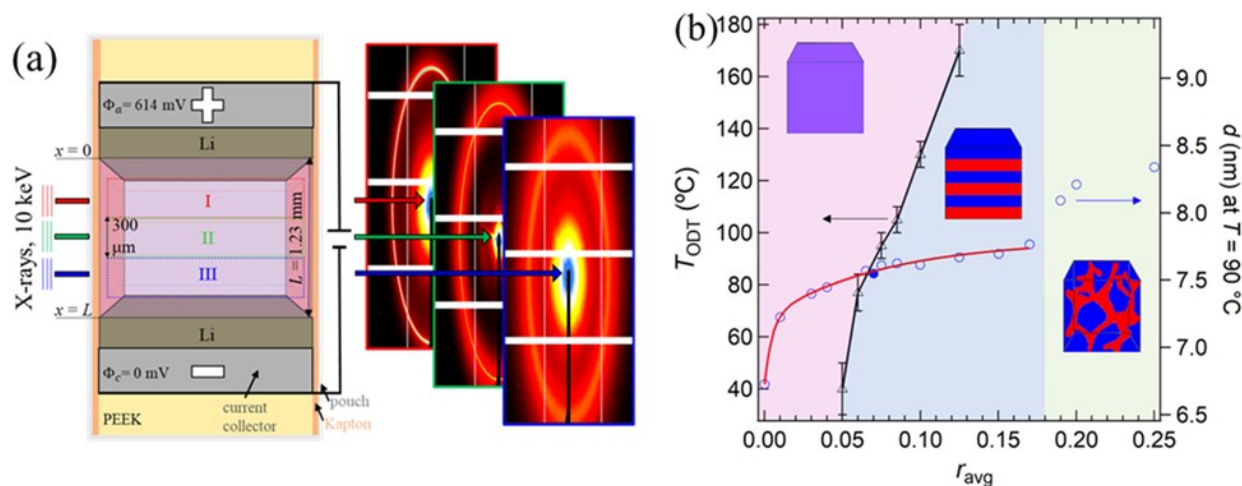 (a)
Φa= 614 mV
Li
x = 0
X-rays, 10 keV
I
300
μm
II
III
L = 1.23 mm
x = L
Li
Φc= 0 mV
PEEK
current
collector
pouch
Kapton
(b)
180
160
140
120
100
80
60
40
TODT (ºC)
9.0
8.5
8.0
7.5
7.0
6.5
d (nm) at T = 90 °C
0.00 0.05 0.10 0.15 0.20 0.25
ravg